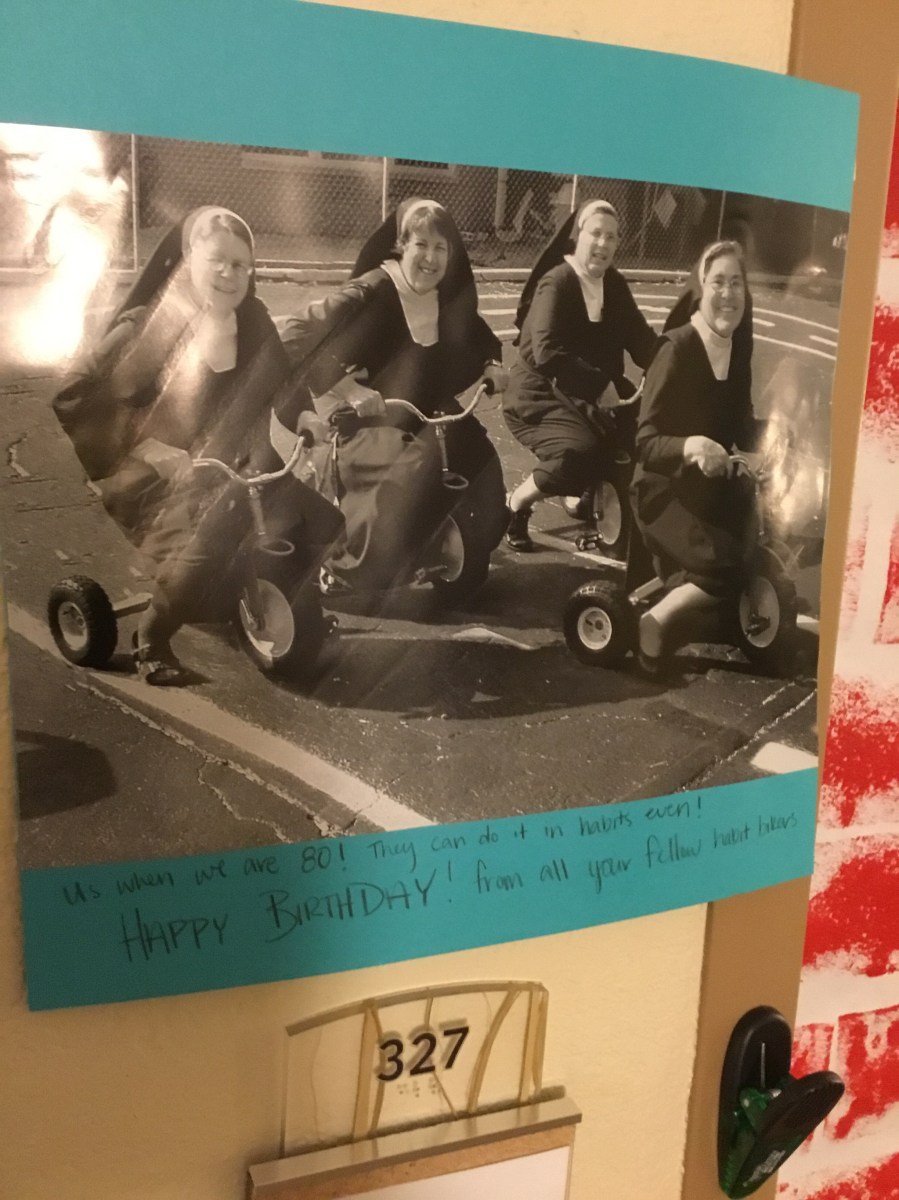 Us when we are 80! They can do it in habits even!
HAPPY BIRTHDAY! from all your fellow habit bikers
327